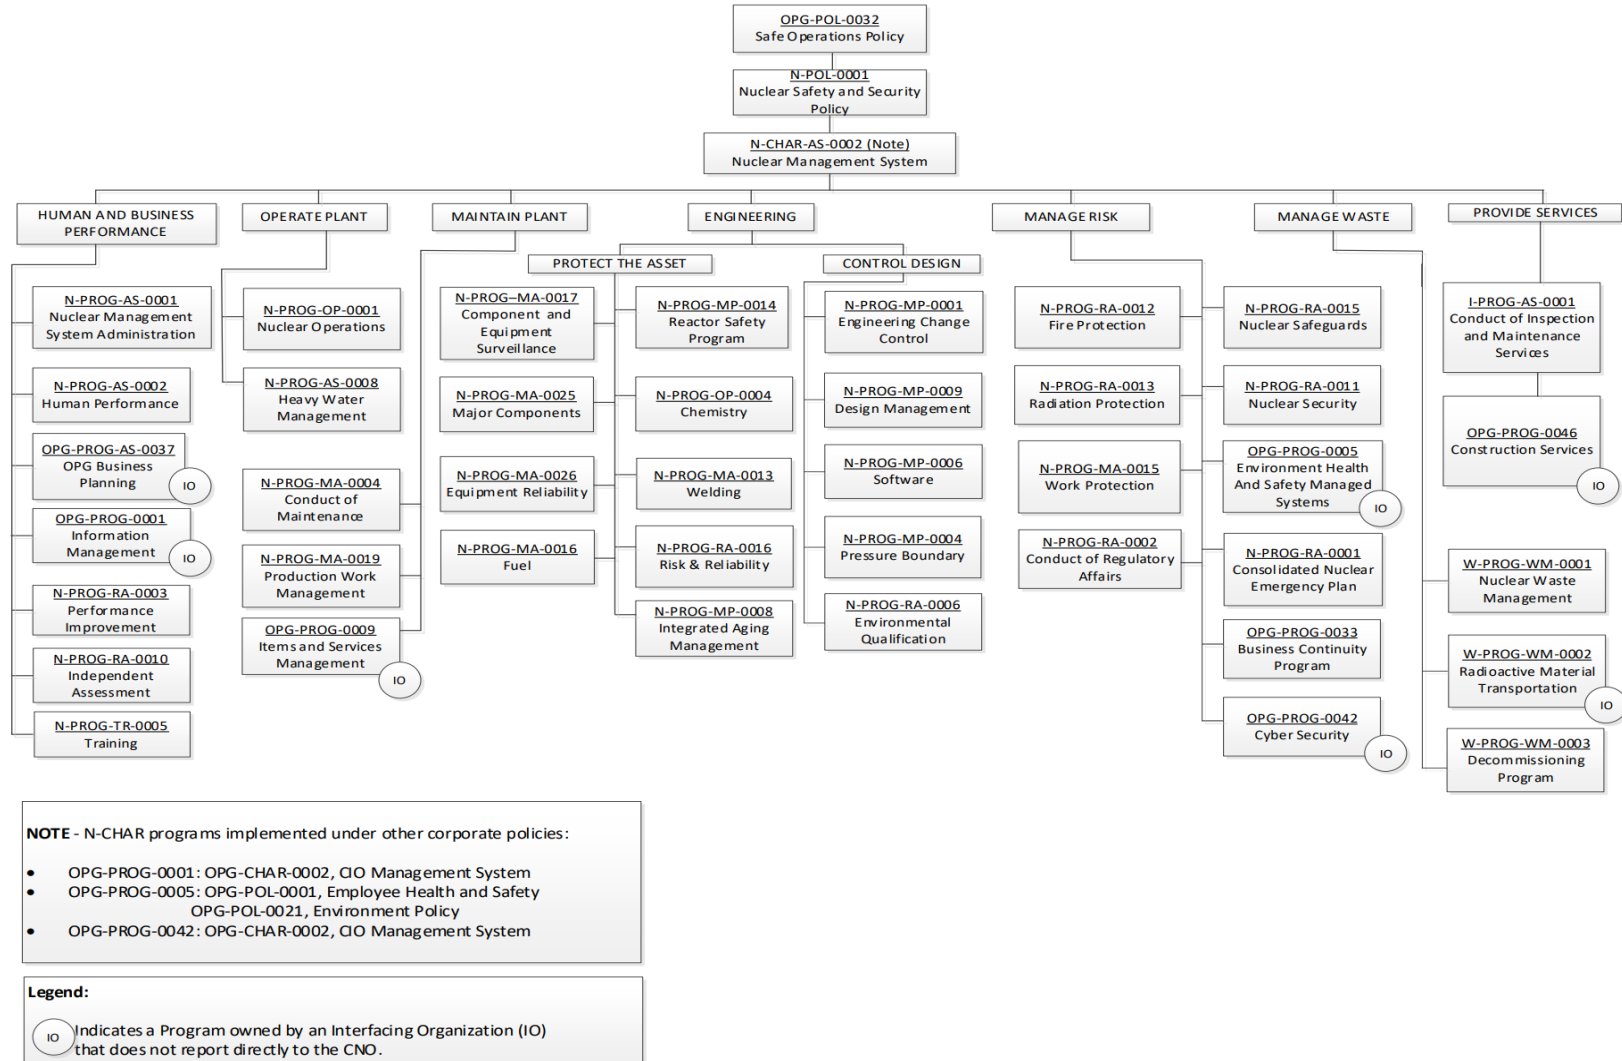 OPG-POL-0032
Safe Operations Policy
N-POL-0001
Nuclear Safety and Security
Policy
N-CHAR-AS-0002 (Note)
Nuclear Management System
HUMAN AND BUSINESS
PERFORMANCE
OPERATE PLANT
MAINTAIN PLANT
ENGINEERING
MANAGE RISK
MANAGE WASTE
PROVIDE SERVICES
PROTECT THE ASSET
CONTROL DESIGN
N-PROG-AS-0001
Nuclear Management
System Administration
N-PROG-AS-0002
Human Performance
OPG-PROG-AS-0037
OPG Business
Planning
IO
OPG-PROG-0001
Information
Management
IO
N-PROG-RA-0003
Performance
Improvement
N-PROG-RA-0010
Independent
Assessment
N-PROG-TR-0005
Training
N-PROG-OP-0001
Nuclear Operations
N-PROG-AS-0008
Heavy Water
Management
N-PROG-MA-0004
Conduct of
Maintenance
N-PROG-MA-0019
Production Work
Management
OPG-PROG-0009
Items and Services
Management
IO
N-PROG–MA-0017
Component and
Equipment
Surveillance
N-PROG-MA-0025
Major Components
N-PROG-MA-0026
Equipment Reliability
N-PROG-MA-0016
Fuel
N-PROG-MP-0014
Reactor Safety
Program
N-PROG-OP-0004
Chemistry
N-PROG-MA-0013
Welding
N-PROG-RA-0016
Risk & Reliability
N-PROG-MP-0008
Integrated Aging
Management
N-PROG-MP-0001
Engineering Change
Control
N-PROG-MP-0009
Design Management
N-PROG-MP-0006
Software
N-PROG-MP-0004
Pressure Boundary
N-PROG-RA-0006
Environmental
Qualification
N-PROG-RA-0012
Fire Protection
N-PROG-RA-0013
Radiation Protection
N-PROG-MA-0015
Work Protection
N-PROG-RA-0002
Conduct of Regulatory
Affairs
N-PROG-RA-0015
Nuclear Safeguards
N-PROG-RA-0011
Nuclear Security
OPG-PROG-0005
Environment Health
And Safety Managed
Systems
IO
N-PROG-RA-0001
Consolidated Nuclear
Emergency Plan
OPG-PROG-0033
Business Continuity
Program
OPG-PROG-0042
Cyber Security
IO
W-PROG-WM-0001
Nuclear Waste
Management
W-PROG-WM-0002
Radioactive Material
Transportation
IO
W-PROG-WM-0003
Decommissioning
Program
I-PROG-AS-0001
Conduct of Inspection
and Maintenance
Services
OPG-PROG-0046
Construction Services
IO
NOTE - N-CHAR programs implemented under other corporate policies:
• OPG-PROG-0001: OPG-CHAR-0002, CIO Management System
• OPG-PROG-0005: OPG-POL-0001, Employee Health and Safety
OPG-POL-0021, Environment Policy
• OPG-PROG-0042: OPG-CHAR-0002, CIO Management System
Legend:
IO Indicates a Program owned by an Interfacing Organization (IO)
that does not report directly to the CNO.